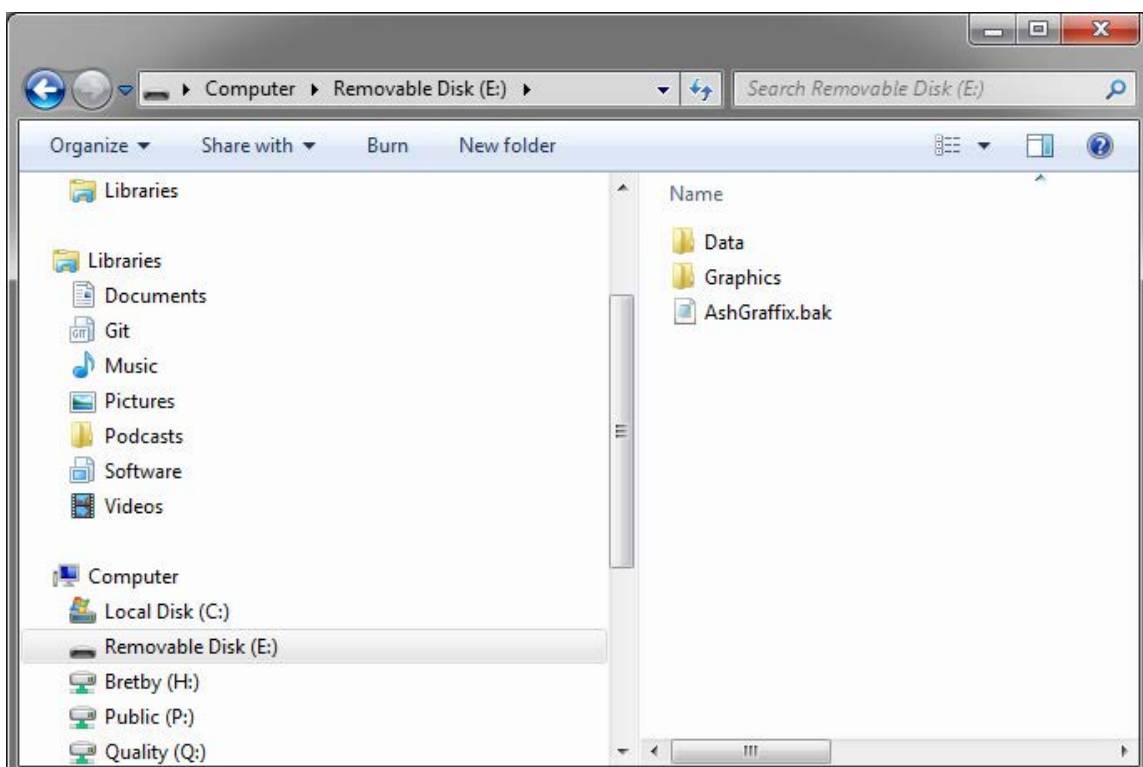 Computer Removable Disk (E:)
Search Removable Disk (E:)
Organize Share with Burn New folder
Libraries
Libraries
Documents
Git
Music
Pictures
Podcasts
Software
Videos
Computer
Local Disk (C:)
Removable Disk (E:)
Bretby (H:)
Public (P:)
Quality (Q:)
Name
Data
Graphics
AshGraffix.bak